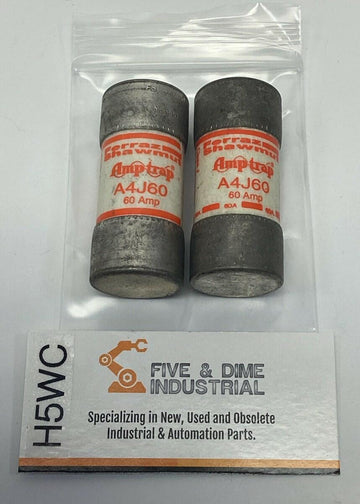 Ferraz
Shawmut
Amp-trap
A4J60
60 Amp
Ferraz
Shawmut
Amp-trap
A4J60
60 Amp
60A
H5WC
FIVE & DIME
INDUSTRIAL
Specializing in New, Used and Obsolete
Industrial & Automation Parts.